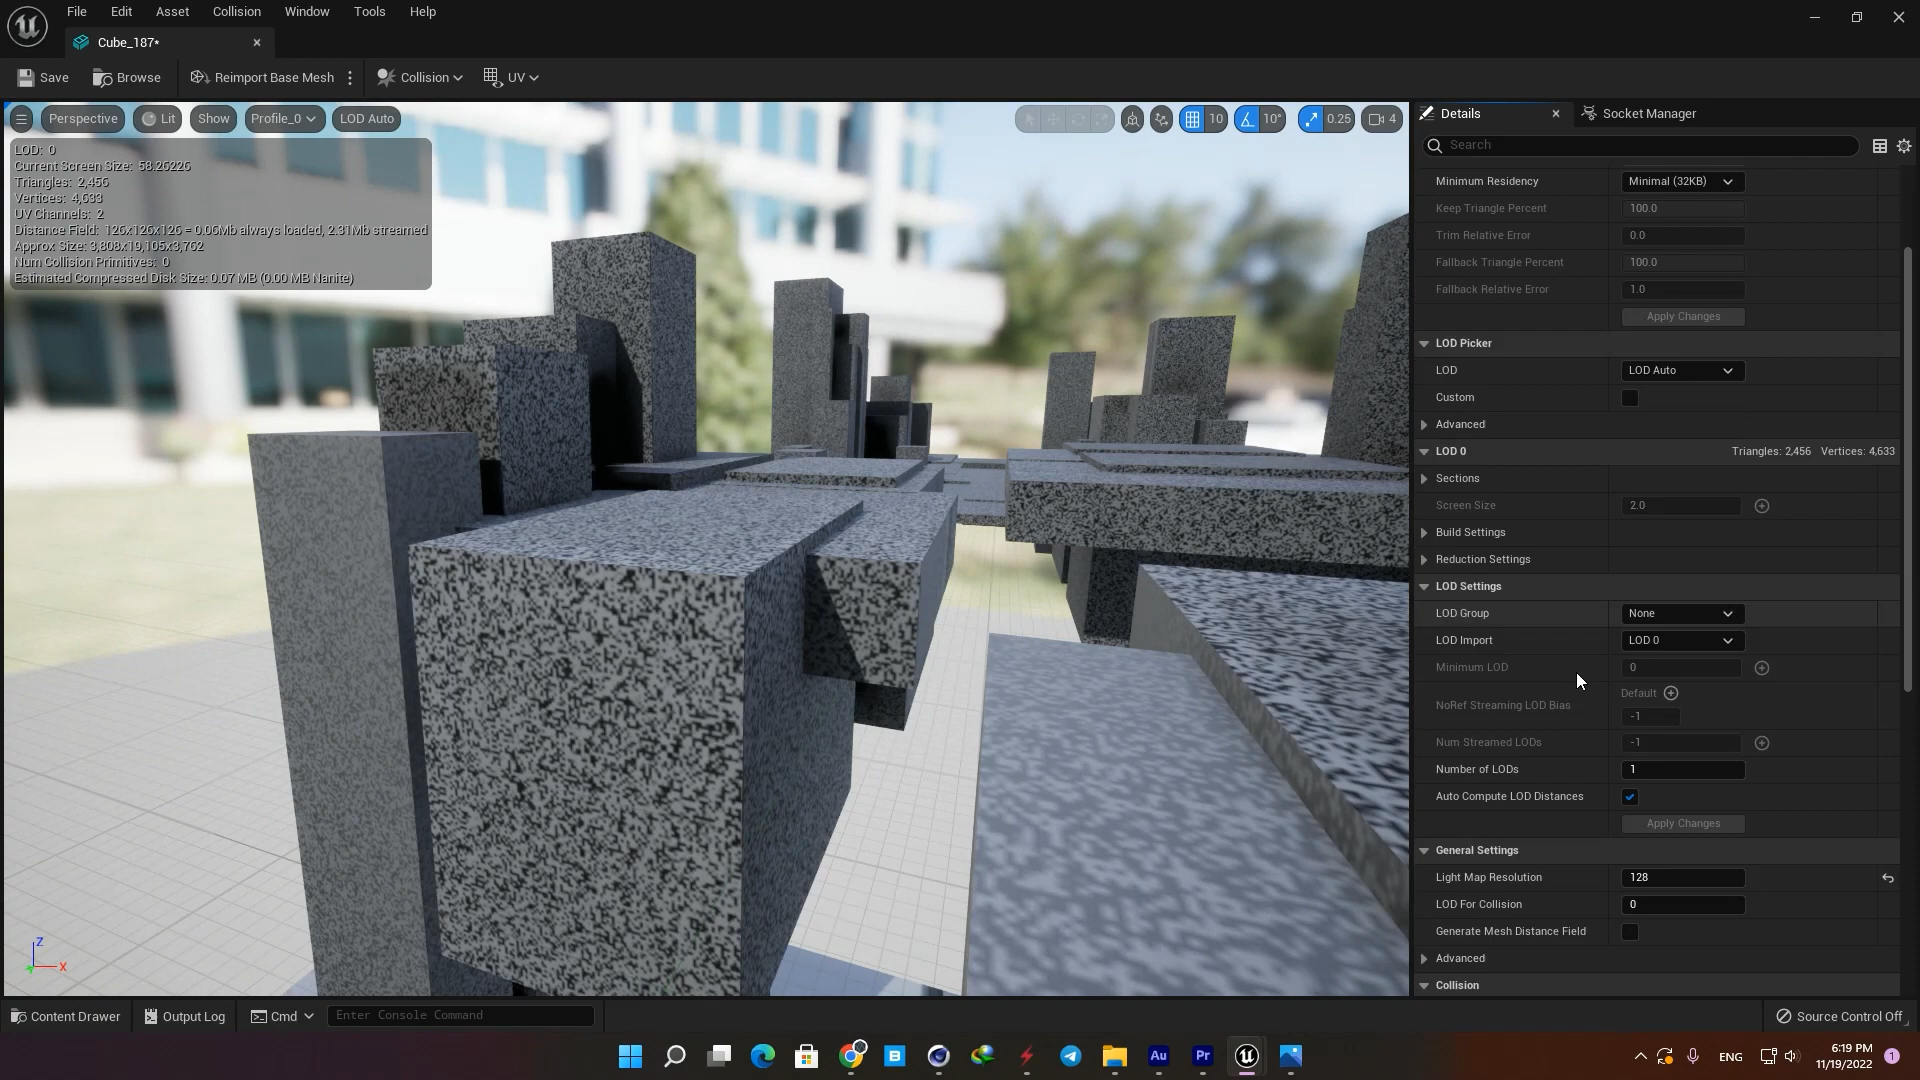 File Edit Asset Collision Window Tools Help
Cube_187*
Save Browse Reimport Base Mesh Collision UV
Perspective Lit Show Profile_0 LOD Auto
10 10° 0.25 4
LOD: 0
Current Screen Size: 58.26226
Triangles: 2,456
Vertices: 4,633
UV Channels: 2
Distance Field: 126x126x126 = 0.06Mb always loaded, 2.31Mb streamed
Approx Size: 3,808x19,105x3,762
Num Collision Primitives: 0
Estimated Compressed Disk Size: 0.07 MB (0.00 MB Nanite)
Z
X
Details Socket Manager
Search
Minimum Residency Minimal (32KB)
Keep Triangle Percent 100.0
Trim Relative Error 0.0
Fallback Triangle Percent 100.0
Fallback Relative Error 1.0
Apply Changes
LOD Picker
LOD LOD Auto
Custom
Advanced
LOD 0 Triangles: 2,456 Vertices: 4,633
Sections
Screen Size 2.0
Build Settings
Reduction Settings
LOD Settings
LOD Group None
LOD Import LOD 0
Minimum LOD 0
Default
NoRef Streaming LOD Bias
-1
Num Streamed LODs -1
Number of LODs 1
Auto Compute LOD Distances
Apply Changes
General Settings
Light Map Resolution 128
LOD For Collision 0
Generate Mesh Distance Field
Advanced
Collision
Content Drawer Output Log Cmd Enter Console Command Source Control Off
B Au Pr
ENG 6:19 PM 1
11/19/2022